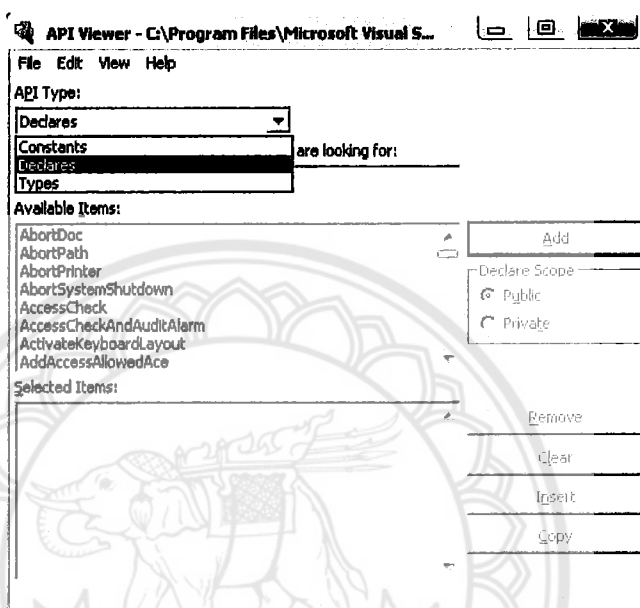 API Viewer - C:\Program Files\Microsoft Visual S...
File Edit View Help
API Type:
Declares
Constants
Declares
Types
are looking for:
Available Items:
AbortDoc
AbortPath
AbortPrinter
AbortSystemShutdown
AccessCheck
AccessCheckAndAuditAlarm
ActivateKeyboardLayout
AddAccessAllowedAce
Add
Declare Scope
Public
Private
Selected Items:
Remove
Clear
Insert
Copy